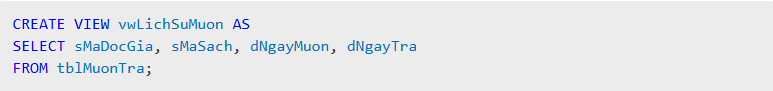 CREATE VIEW vwLichSuMuon AS
SELECT sMaDocGia, sMaSach, dNgayMuon, dNgayTra
FROM tblMuonTra;